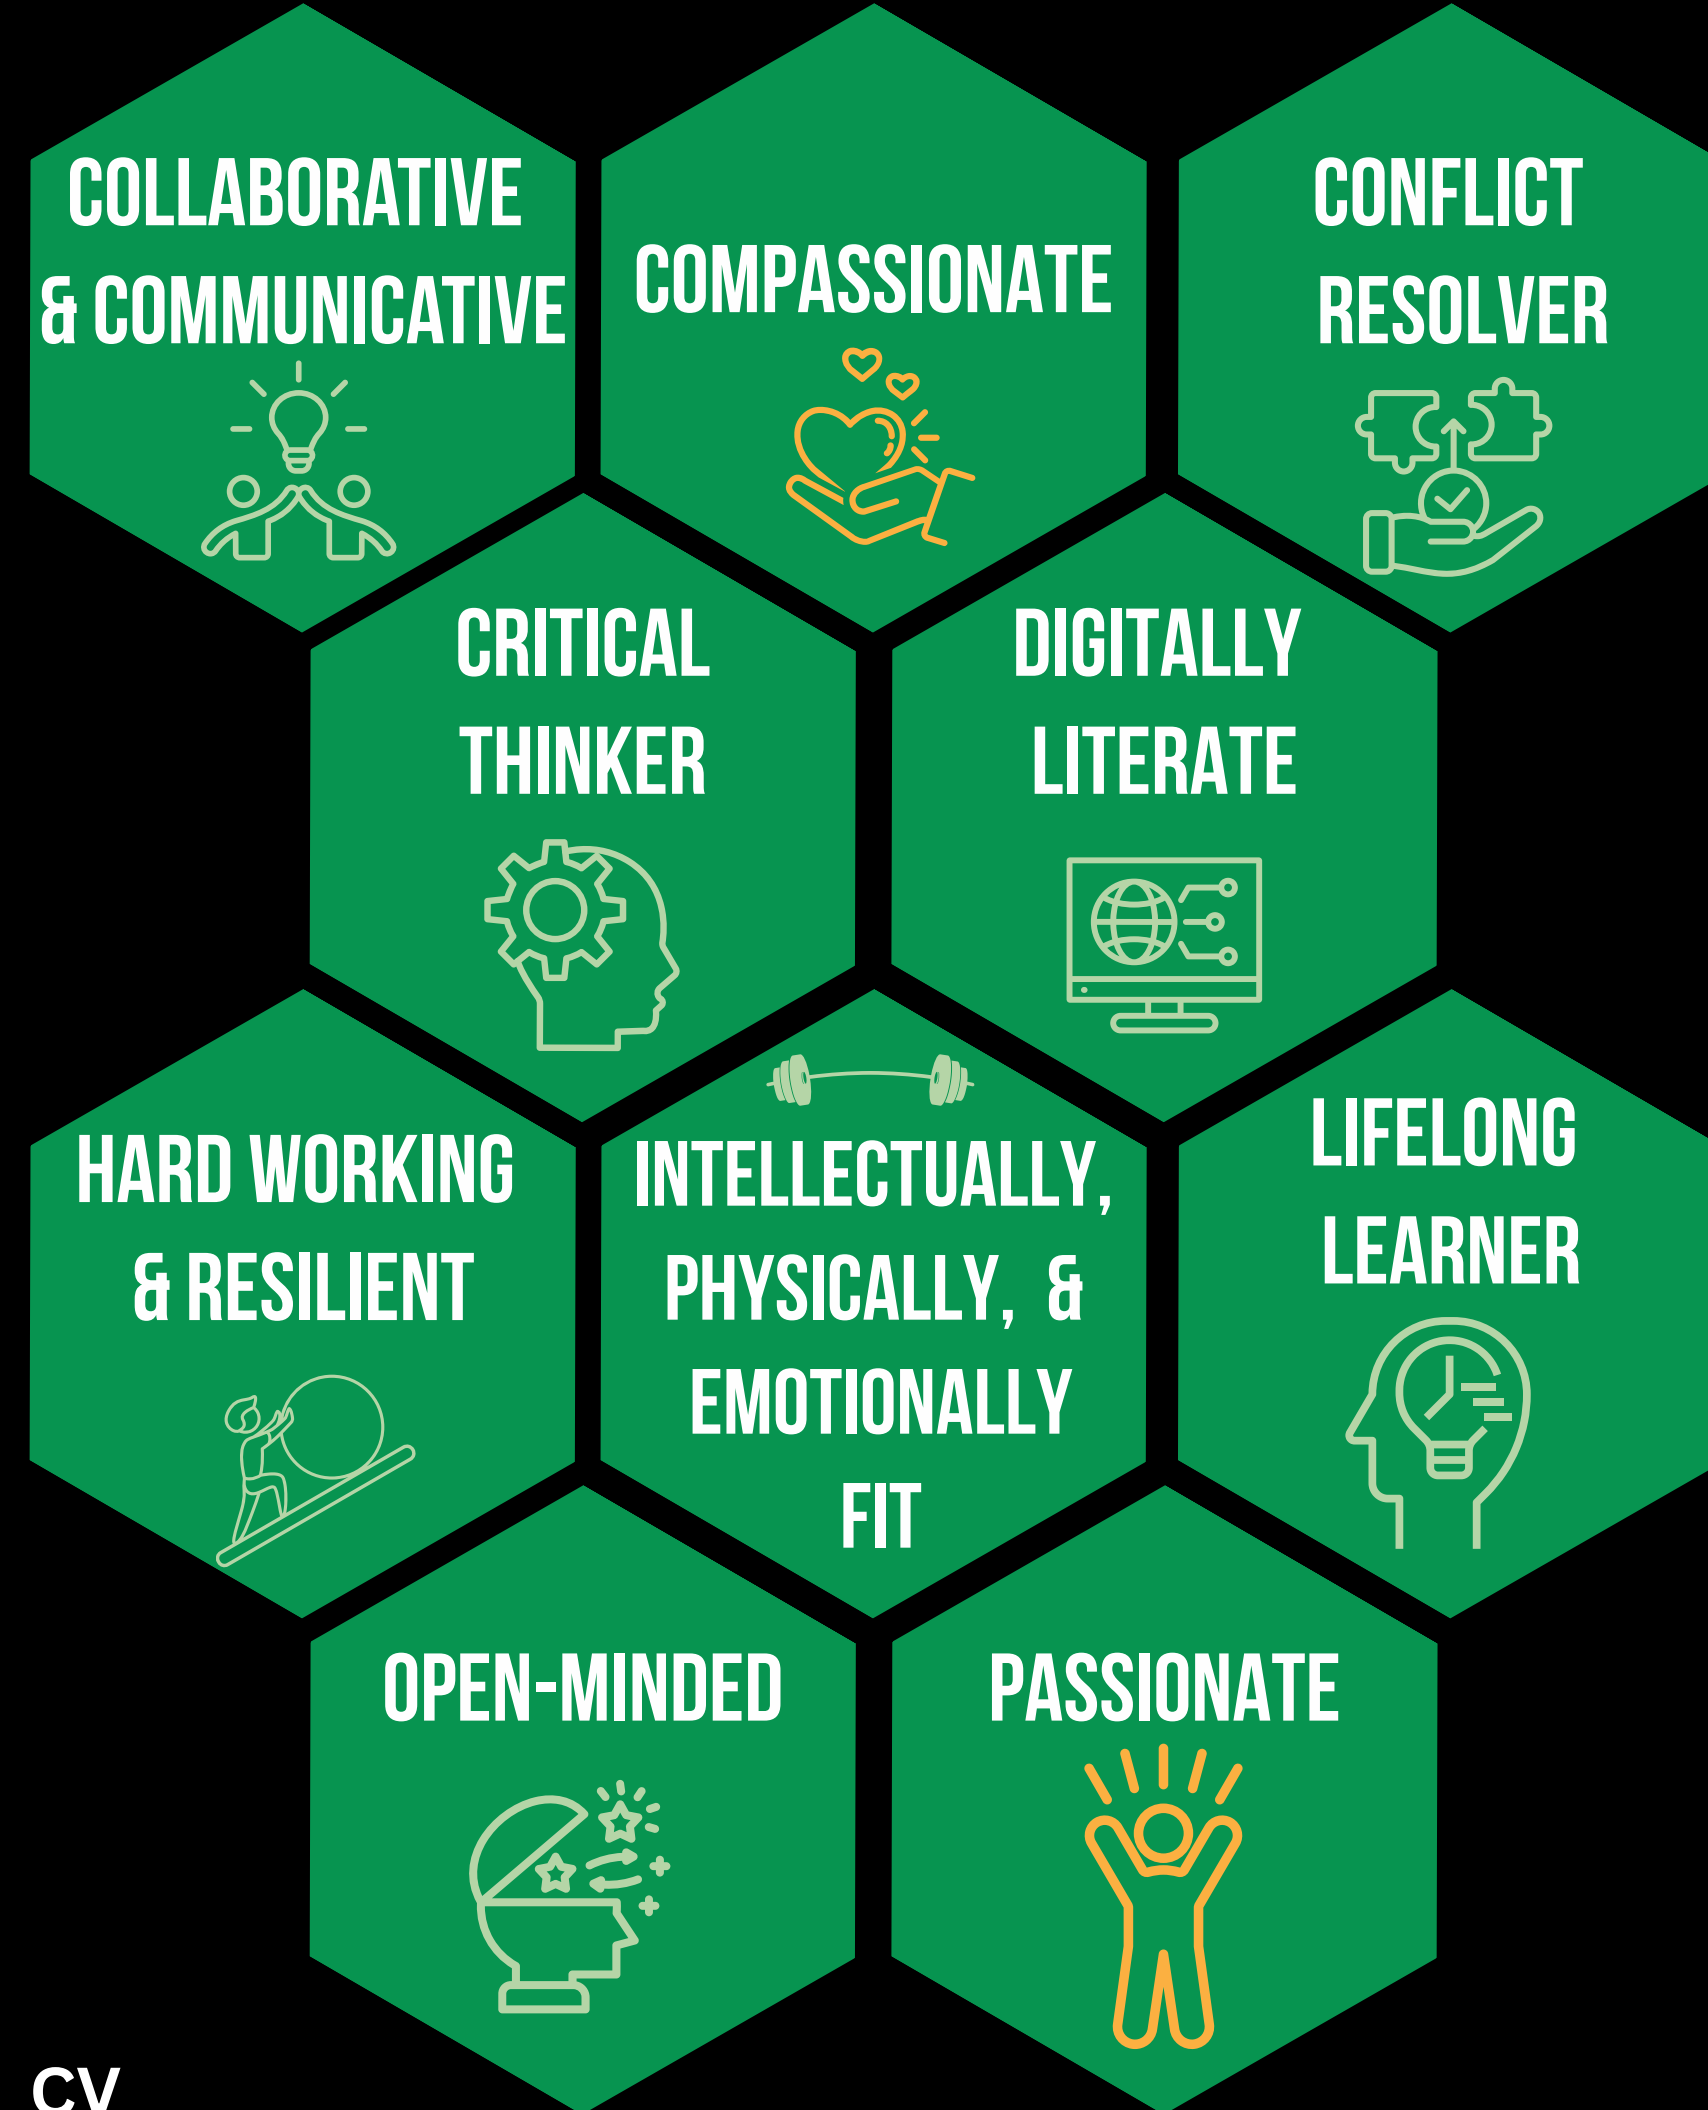 COLLABORATIVE
& COMMUNICATIVE
COMPASSIONATE
CONFLICT
RESOLVER
CRITICAL
THINKER
DIGITALLY
LITERATE
HARD WORKING
& RESILIENT
INTELLECTUALLY,
PHYSICALLY, &
EMOTIONALLY
FIT
LIFELONG
LEARNER
OPEN-MINDED
PASSIONATE
CV